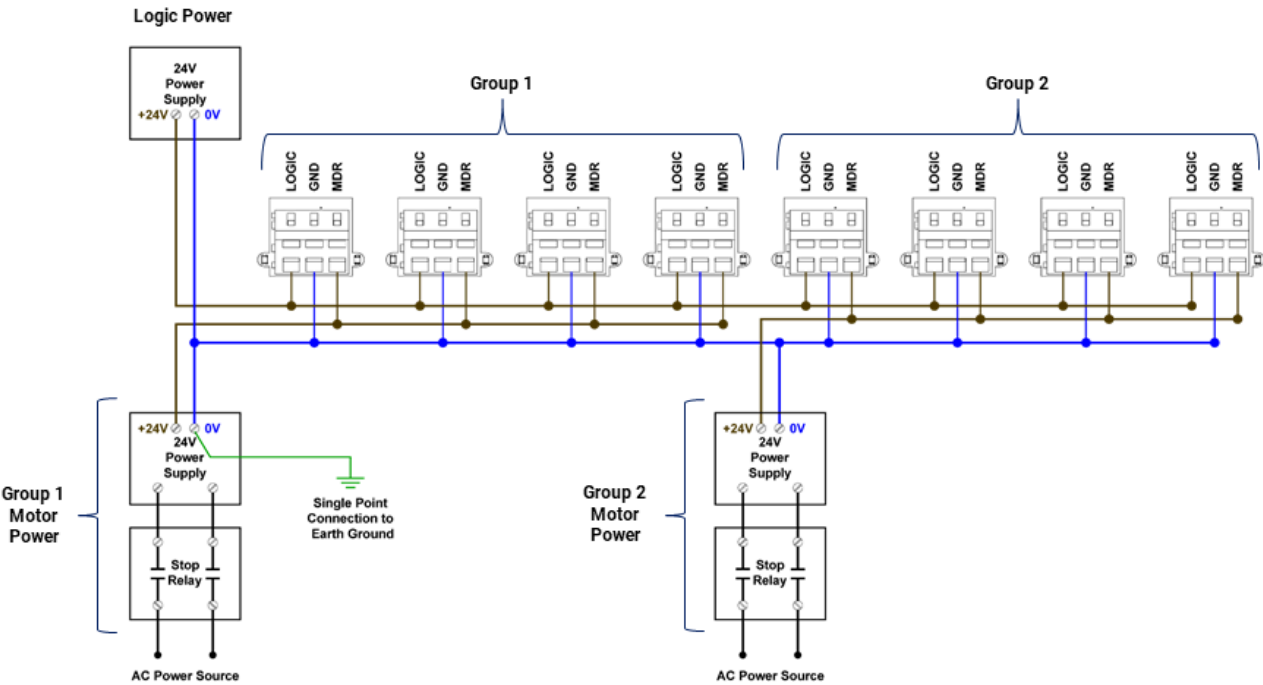 Logic Power
24V
Power
Supply
+24V 0V
Group 1
Group 2
LOGIC GND MDR
LOGIC GND MDR
LOGIC GND MDR
LOGIC GND MDR
LOGIC GND MDR
LOGIC GND MDR
LOGIC GND MDR
LOGIC GND MDR
Group 1
Motor
Power
+24V 0V
24V
Power
Supply
Single Point
Connection to
Earth Ground
Stop
Relay
AC Power Source
Group 2
Motor
Power
+24V 0V
24V
Power
Supply
Stop
Relay
AC Power Source